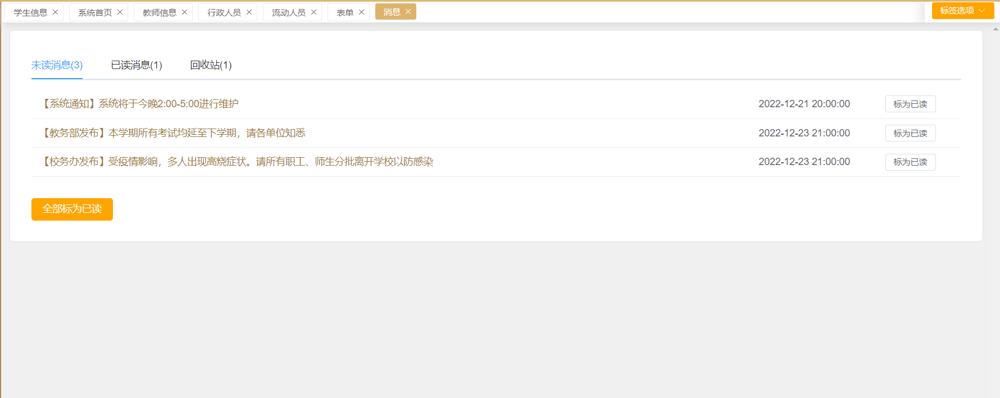 学生信息 系统首页 教师信息 行政人员 流动人员 表单 消息 标签选项
未读消息(3) 已读消息(1) 回收站(1)
【系统通知】系统将于今晚2:00-5:00进行维护 2022-12-21 20:00:00 标为已读
【教务部发布】本学期所有考试均延至下学期，请各单位知悉 2022-12-23 21:00:00 标为已读
【校务办发布】受疫情影响，多人出现高烧症状。请所有职工、师生分批离开学校以防感染 2022-12-23 21:00:00 标为已读
全部标为已读